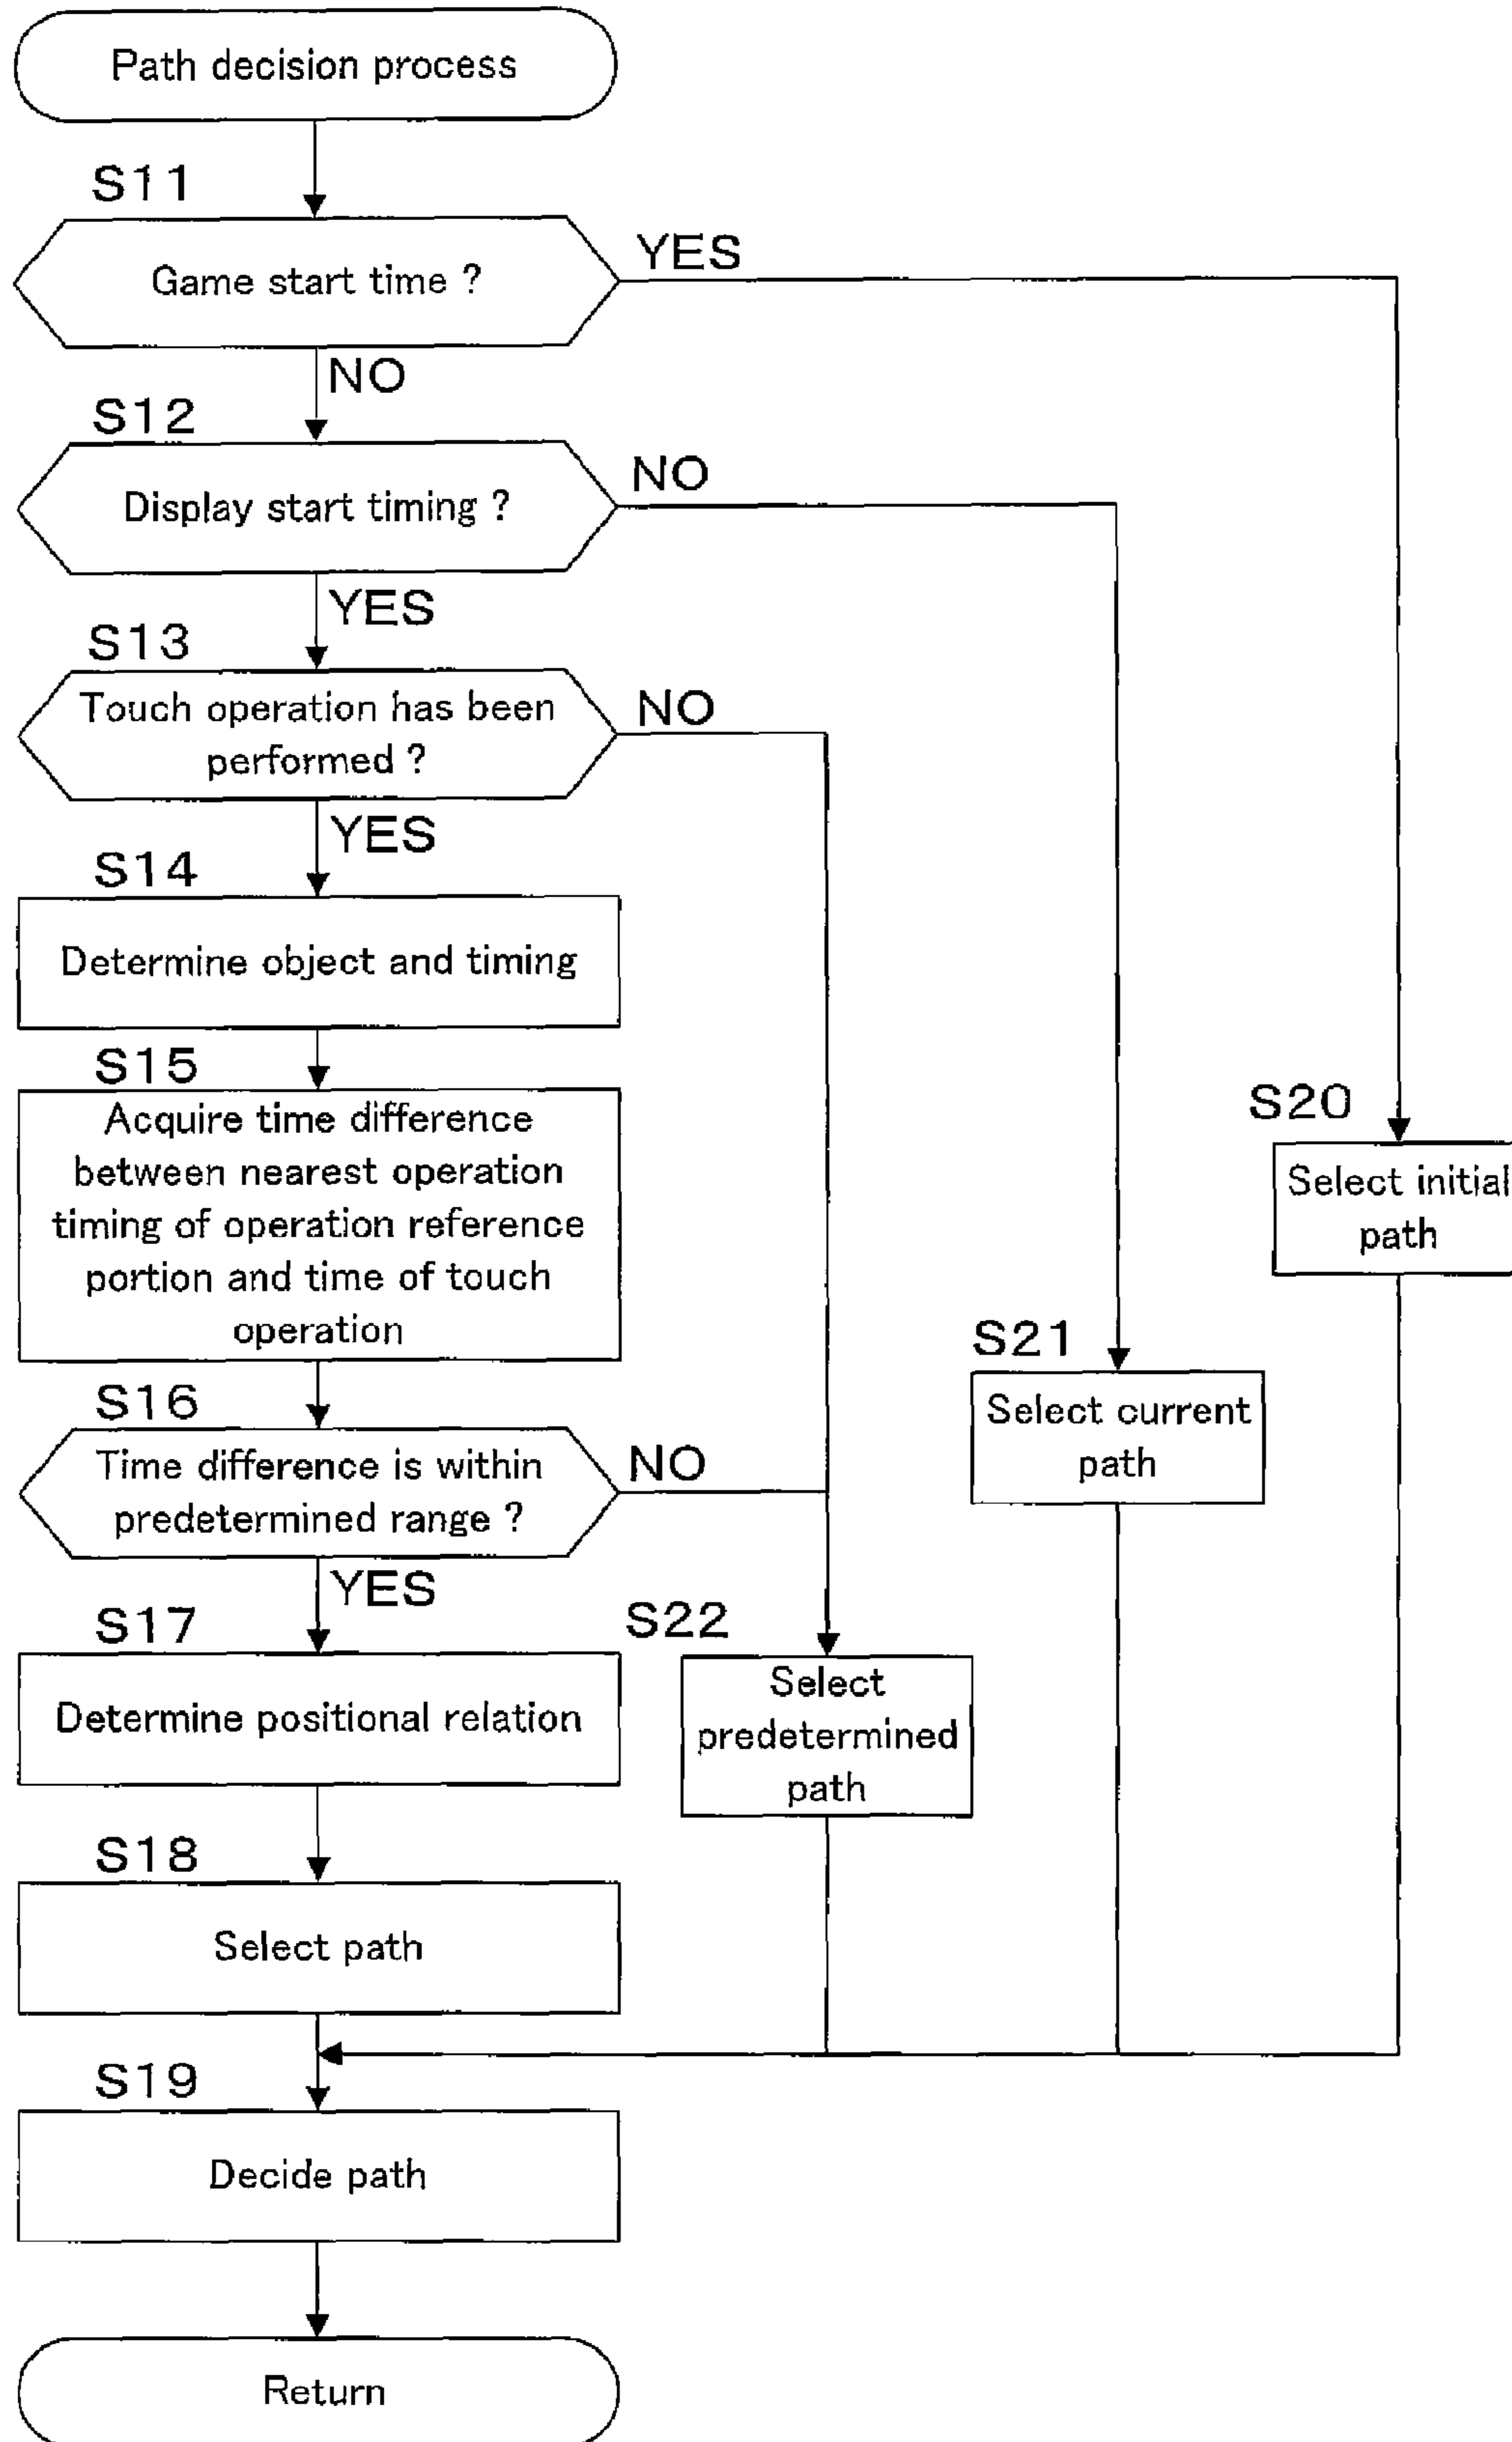 Path decision process
S11
Game start time ?
YES
NO
S12
Display start timing ?
NO
YES
S13
Touch operation has been
performed ?
NO
YES
S14
Determine object and timing
S15
Acquire time difference
between nearest operation
timing of operation reference
portion and time of touch
operation
S20
Select initial
path
S21
Select current
path
S16
Time difference is within
predetermined range ?
NO
YES
S17
Determine positional relation
S22
Select
predetermined
path
S18
Select path
S19
Decide path
Return